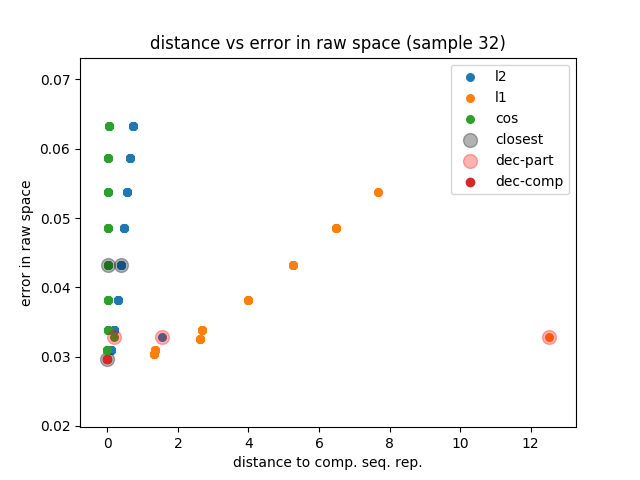 distance vs error in raw space (sample 32)
l2
l1
cos
closest
dec-part
dec-comp
error in raw space
0.07
0.06
0.05
0.04
0.03
0.02
0 2 4 6 8 10 12
distance to comp. seq. rep.